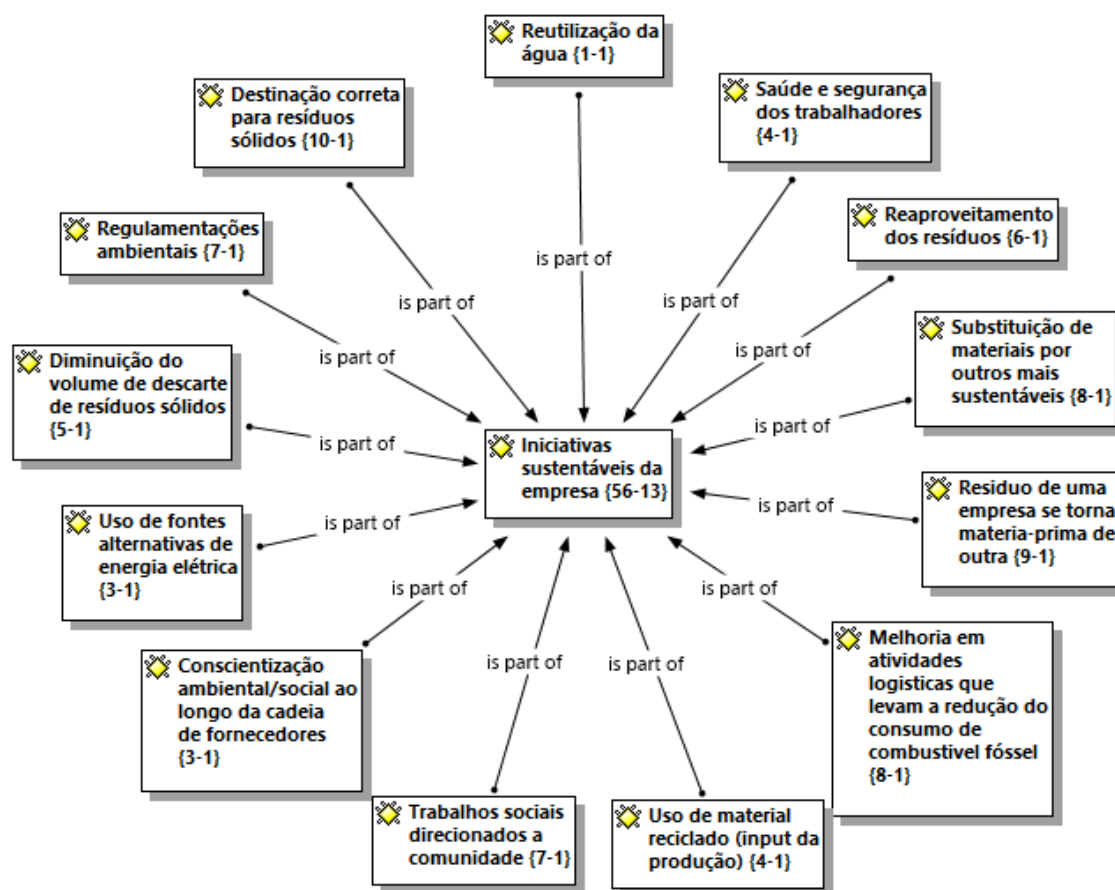 Reutilização da
água {1-1}
Destinação correta
para resíduos
sólidos {10-1}
Saúde e segurança
dos trabalhadores
{4-1}
Regulamentações
ambientais {7-1}
Reaproveitamento
dos resíduos {6-1}
is part of
is part of
is part of
is part of
is part of
Diminuição do
volume de descarte
de resíduos sólidos
{5-1}
Substituição de
materiais por
outros mais
sustentáveis {8-1}
is part of
is part of
Iniciativas
sustentáveis da
empresa {56-13}
Uso de fontes
alternativas de
energia elétrica
{3-1}
is part of
is part of
Residuo de uma
empresa se torna
materia-prima de
outra {9-1}
is part of
is part of
is part of
is part of
Conscientização
ambiental/social ao
longo da cadeia
de fornecedores
{3-1}
Melhoria em
atividades
logisticas que
levam a redução do
consumo de
combustivel fóssel
{8-1}
Trabalhos sociais
direcionados a
comunidade {7-1}
Uso de material
reciclado (input da
produção) {4-1}